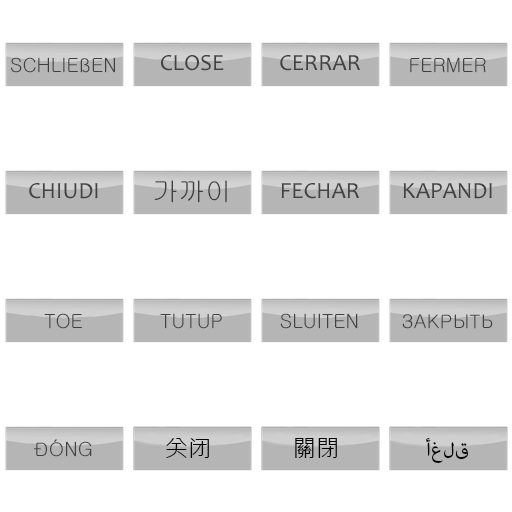 SCHLIEßEN
CLOSE
CERRAR
FERMER
CHIUDI
가까이
FECHAR
KAPANDI
TOE
TUTUP
SLUITEN
ЗАКРЫТЬ
ĐÓNG
关闭
關閉
أغلق